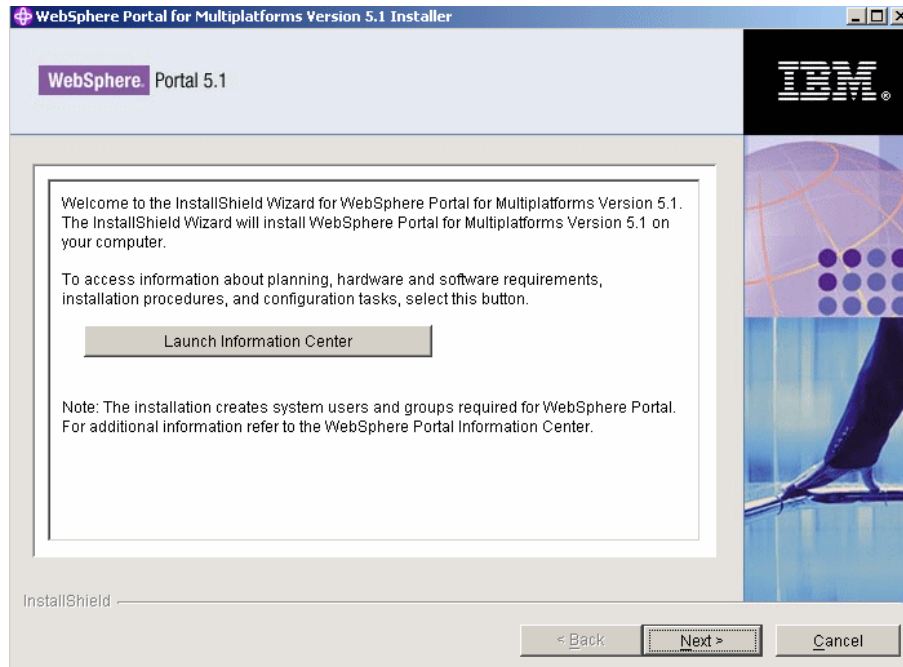 WebSphere Portal for Multiplatforms Version 5.1 Installer
WebSphere. Portal 5.1
IBM®
Welcome to the InstallShield Wizard for WebSphere Portal for Multiplatforms Version 5.1.
The InstallShield Wizard will install WebSphere Portal for Multiplatforms Version 5.1 on
your computer.
To access information about planning, hardware and software requirements,
installation procedures, and configuration tasks, select this button.
Launch Information Center
Note: The installation creates system users and groups required for WebSphere Portal.
For additional information refer to the WebSphere Portal Information Center.
InstallShield
< Back
Next >
Cancel